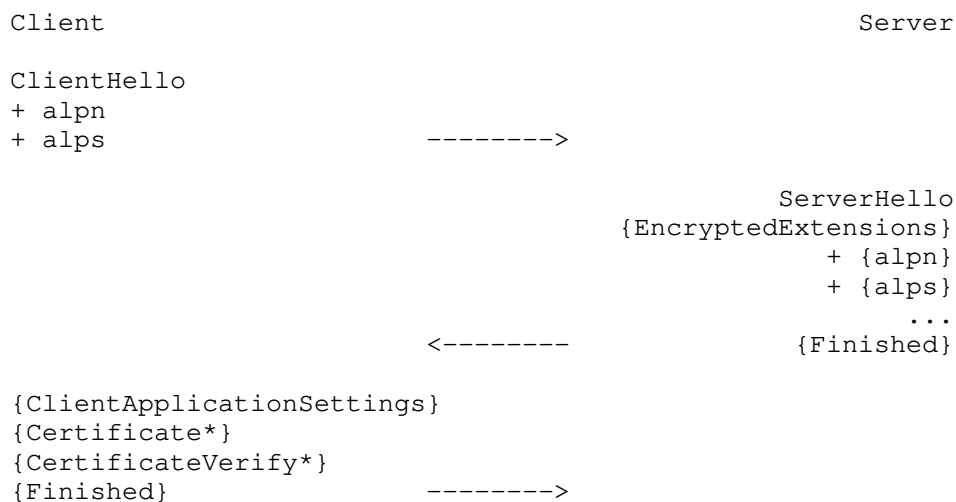 Client Server
ClientHello
+ alpn
+ alps -------->
ServerHello
{EncryptedExtensions}
+ {alpn}
+ {alps}
...
<-------- {Finished}
{ClientApplicationSettings}
{Certificate*}
{CertificateVerify*}
{Finished} -------->